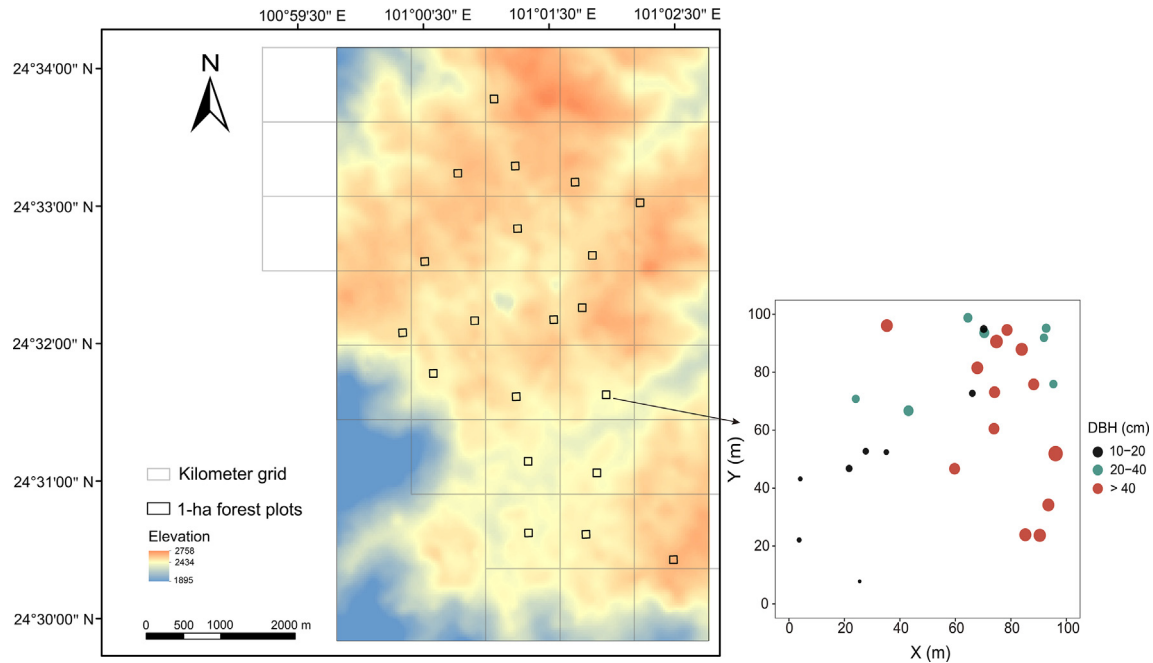 100°59'30" E 101°00'30" E 101°01'30" E 101°02'30" E
24°34'00" N
24°33'00" N
24°32'00" N
24°31'00" N
24°30'00" N
N
Kilometer grid
1-ha forest plots
Elevation
2758
2434
1895
0 500 1000 2000 m
100
80
60
40
20
0
Y (m)
0 20 40 60 80 100
X (m)
DBH (cm)
10−20
20−40
> 40